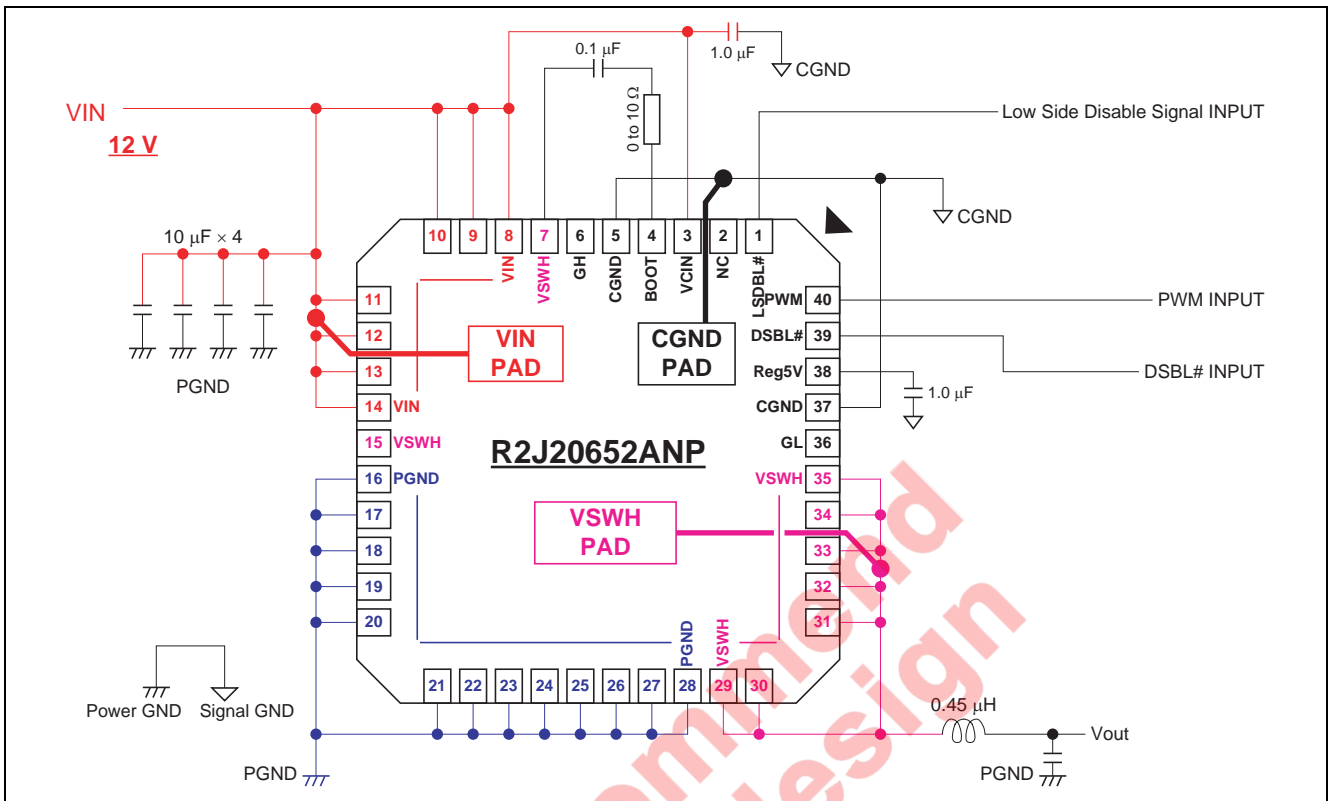 0.1 μF
1.0 μF
CGND
VIN
12 V
0 to 10 Ω
Low Side Disable Signal INPUT
CGND
10 9 8 7 6 5 4 3 2 1
VIN
VSWH
GH
CGND
BOOT
VCIN
NC
LSDBL#
10 μF × 4
PGND
11
12
13
14 VIN
15 VSWH
16 PGND
17
18
19
20
VIN
PAD
CGND
PAD
PWM 40 PWM INPUT
DSBL# 39
Reg5V 38 DSBL# INPUT
1.0 μF
CGND 37
GL 36
VSWH 35
34
33
32
31
R2J20652ANP
VSWH
PAD
PGND
VSWH
21 22 23 24 25 26 27 28 29 30
Power GND Signal GND
PGND
0.45 μH
Vout
PGND
ommend
design